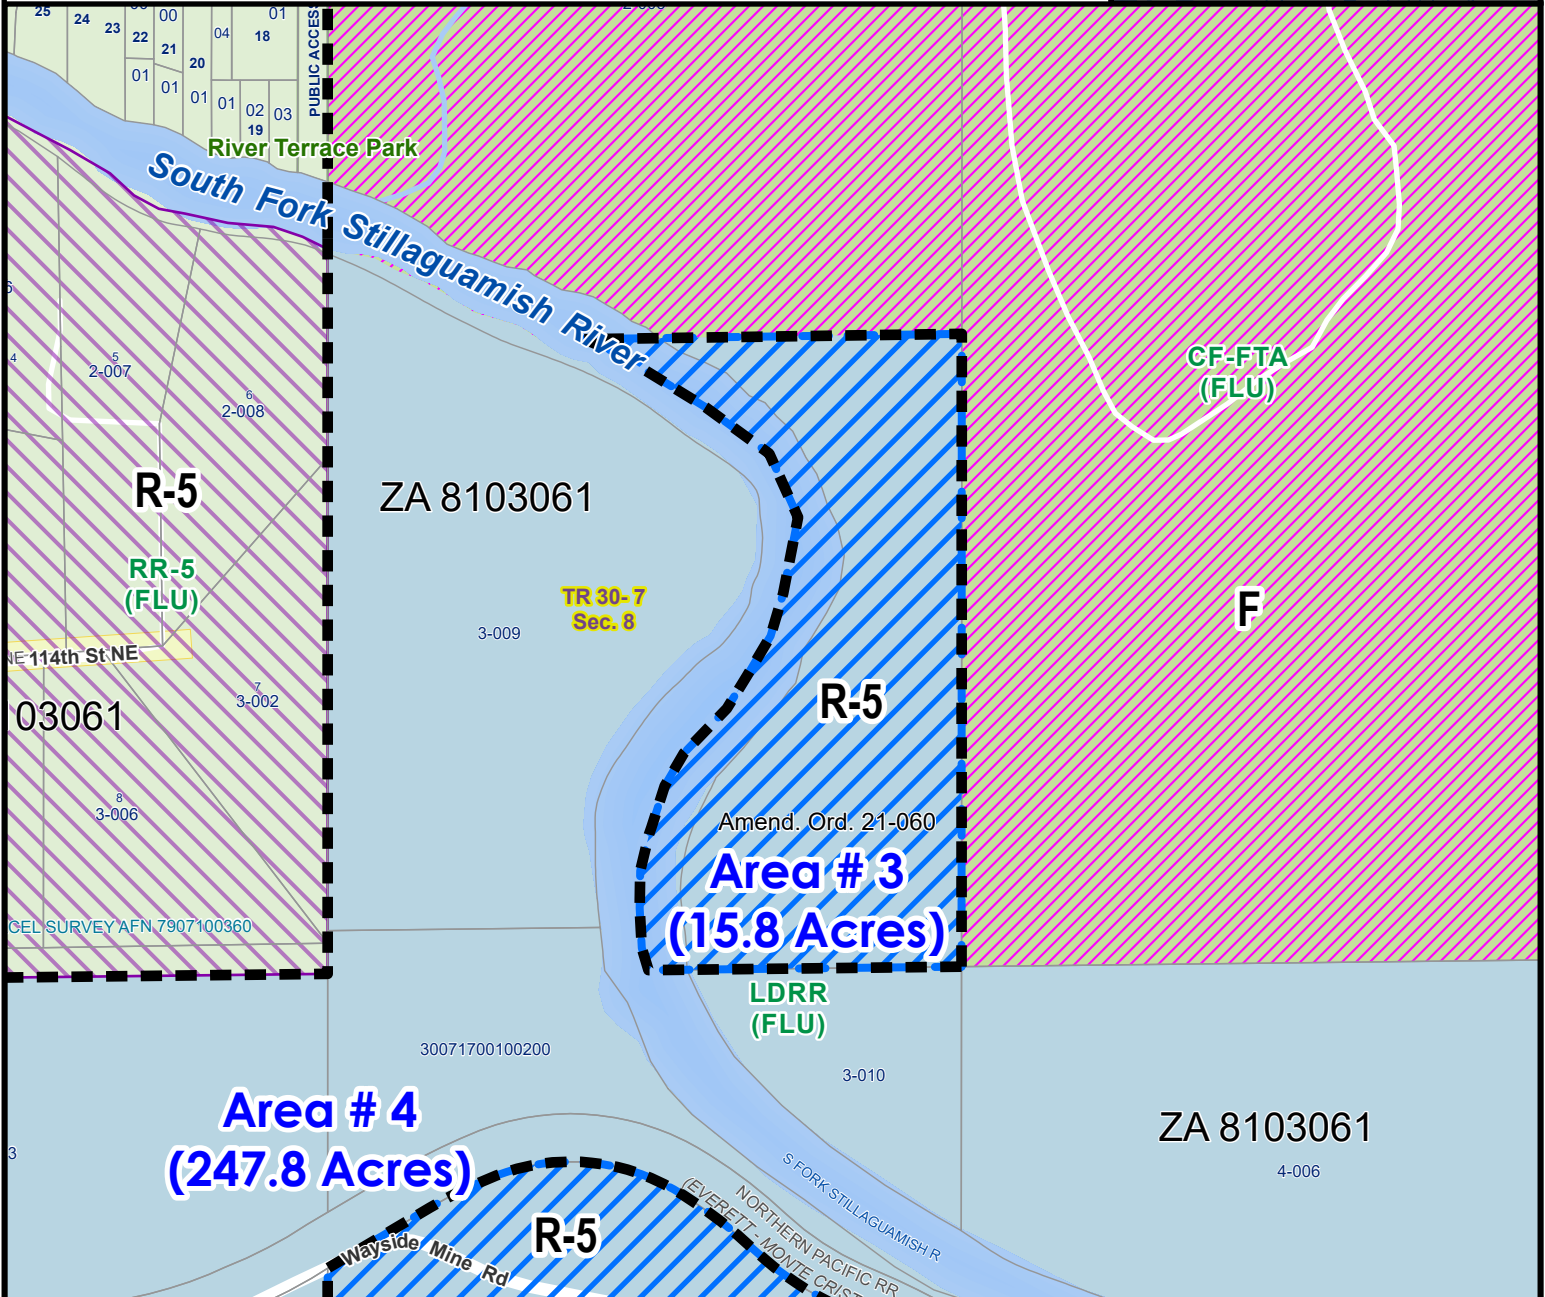 25
24
23
22
01
00
21
01
20
01
04
01
01
18
02
19
03
PUBLIC ACCESS
River Terrace Park
South Fork Stillaguamish River
CF-FTA
(FLU)
4
5
2-007
6
2-008
R-5
RR-5
(FLU)
ZA 8103061
TR 30- 7
Sec. 8
3-009
F
NE 114th St NE
7
3-002
03061
R-5
8
3-006
Amend. Ord. 21-060
Area # 3
(15.8 Acres)
CEL SURVEY AFN 7907100360
LDRR
(FLU)
30071700100200
3-010
Area # 4
(247.8 Acres)
ZA 8103061
4-006
3
S FORK STILLAGUAMISH R
NORTHERN PACIFIC RR
(EVERETT - MONTE CRIST
R-5
Wayside Mine Rd